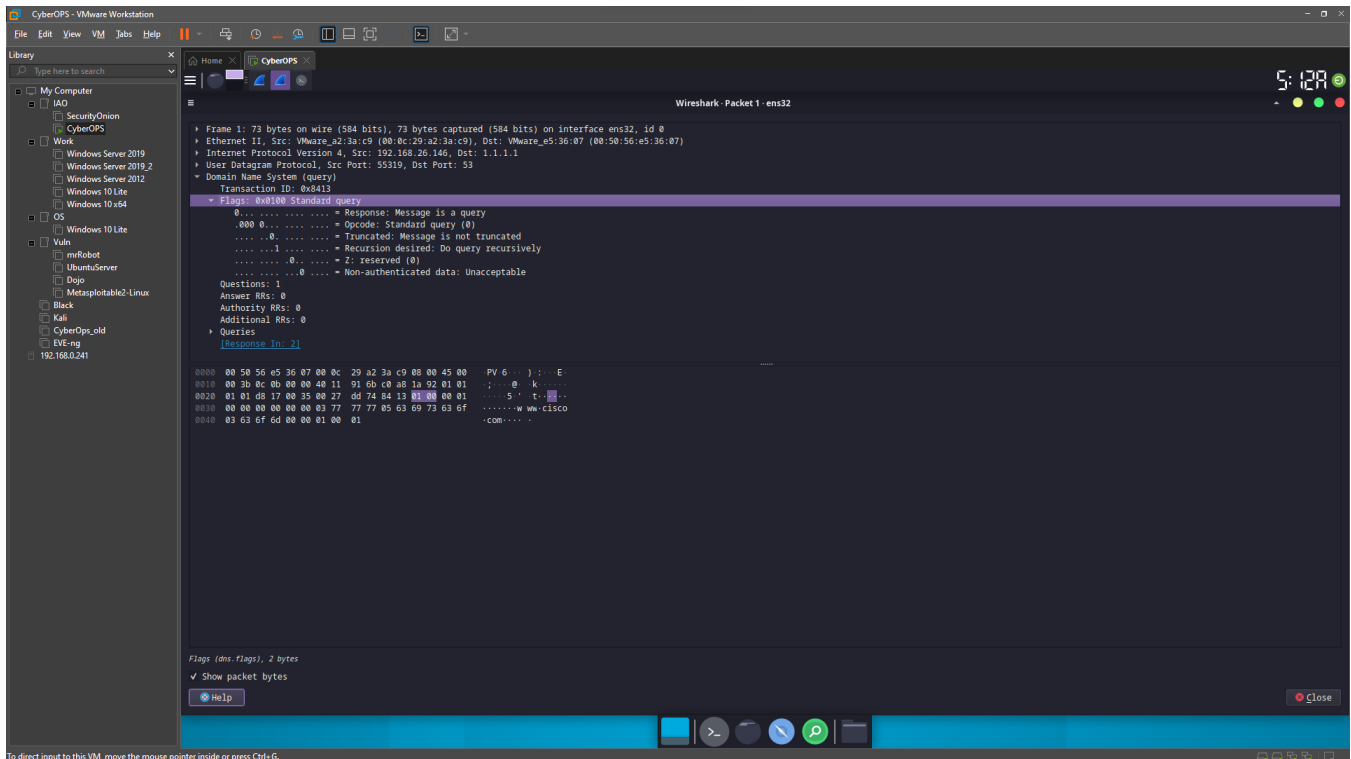 CyberOPS - VMware Workstation
File Edit View VM Tabs Help
Library
Type here to search
My Computer
IAO
SecurityOnion
CyberOPS
Work
Windows Server 2019
Windows Server 2019_2
Windows Server 2012
Windows 10 Lite
Windows 10 x64
OS
Windows 10 Lite
Vuln
mrRobot
UbuntuServer
Dojo
Metasploitable2-Linux
Black
Kali
CyberOps_old
EVE-ng
192.168.0.241
Home CyberOPS
Wireshark · Packet 1 · ens32
Frame 1: 73 bytes on wire (584 bits), 73 bytes captured (584 bits) on interface ens32, id 0
Ethernet II, Src: VMware_a2:3a:c9 (00:0c:29:a2:3a:c9), Dst: VMware_e5:36:07 (00:50:56:e5:36:07)
Internet Protocol Version 4, Src: 192.168.26.146, Dst: 1.1.1.1
User Datagram Protocol, Src Port: 55319, Dst Port: 53
Domain Name System (query)
Transaction ID: 0x8413
Flags: 0x0100 Standard query
0... .... .... .... = Response: Message is a query
.000 0... .... .... = Opcode: Standard query (0)
.... ..0. .... .... = Truncated: Message is not truncated
.... ...1 .... .... = Recursion desired: Do query recursively
.... .... .0.. .... = Z: reserved (0)
.... .... ...0 .... = Non-authenticated data: Unacceptable
Questions: 1
Answer RRs: 0
Authority RRs: 0
Additional RRs: 0
Queries
[Response In: 2]
0000 00 50 56 e5 36 07 00 0c 29 a2 3a c9 08 00 45 00 ·PV·6··· )·:···E·
0010 00 3b 0c 0b 00 00 40 11 91 6b c0 a8 1a 92 01 01 ·;····@· ·k······
0020 01 01 d8 17 00 35 00 27 dd 74 84 13 01 00 00 01 ·····5·' ·t······
0030 00 00 00 00 00 00 03 77 77 77 05 63 69 73 63 6f ·······w ww·cisco
0040 03 63 6f 6d 00 00 01 00 01 ·com···· ·
Flags (dns.flags), 2 bytes
Show packet bytes
Help
Close
To direct input to this VM, move the mouse pointer inside or press Ctrl+G.